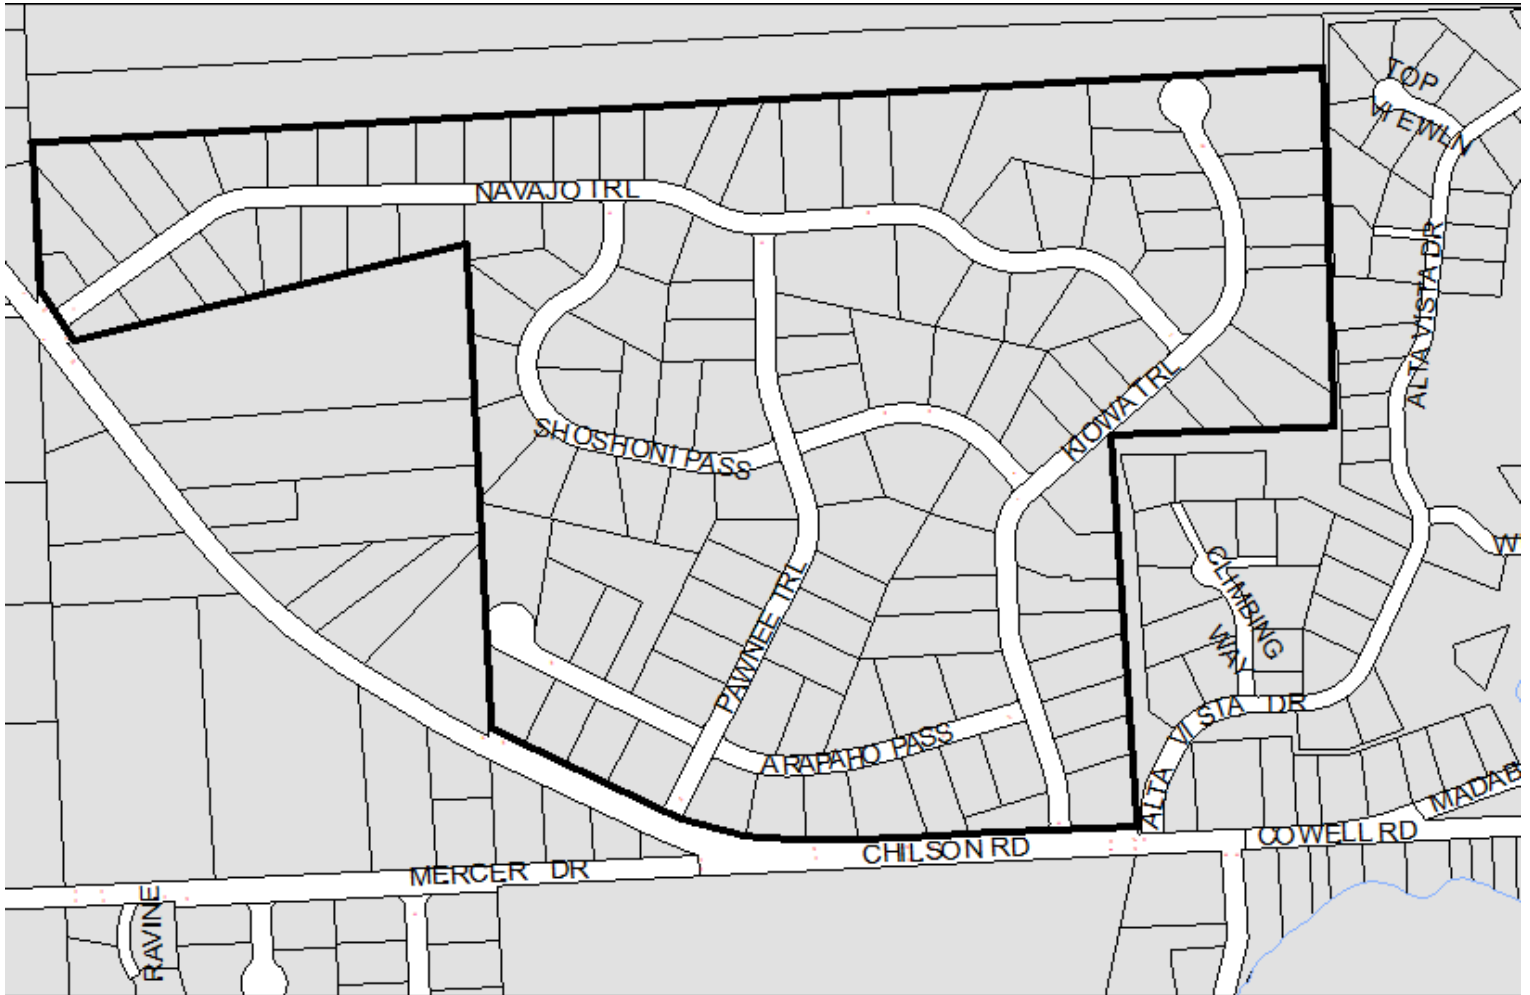 TOP
VIEW LN
NAVAJO TRL
ALTA VISTA DR
KIOWA TRL
SHOSHONI PASS
W
CLIMBING
WAY
PAWNEE TRL
ALTA VISTA DR
ARAPAHO PASS
MADAB
COWELL RD
CHILSON RD
MERCER DR
RAVINE